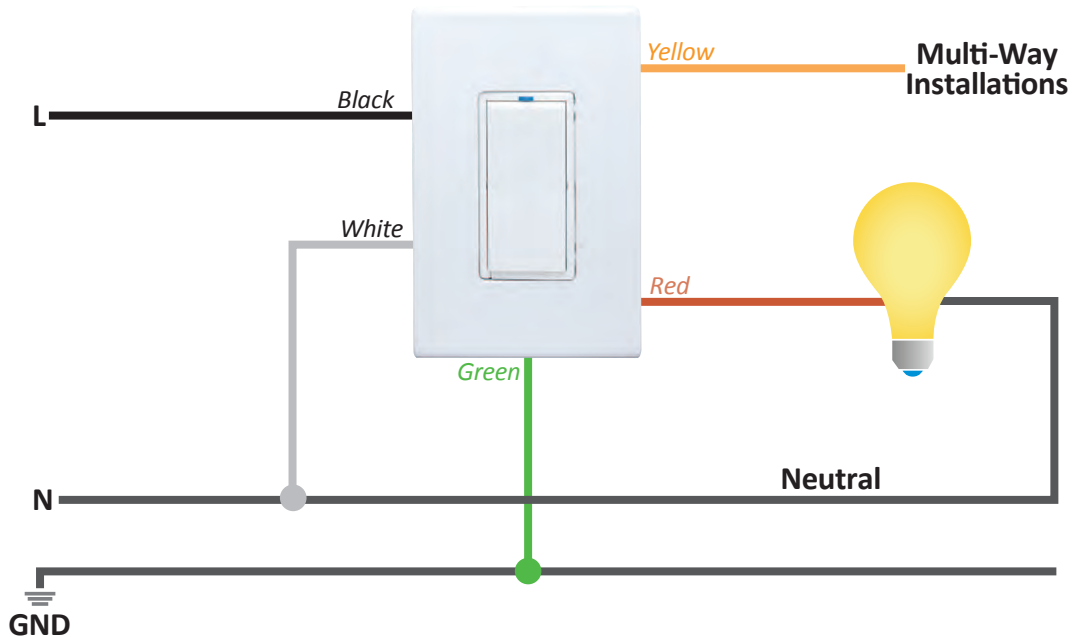 Yellow
Multi-Way
Installations
Black
L
White
Red
Green
Neutral
N
GND